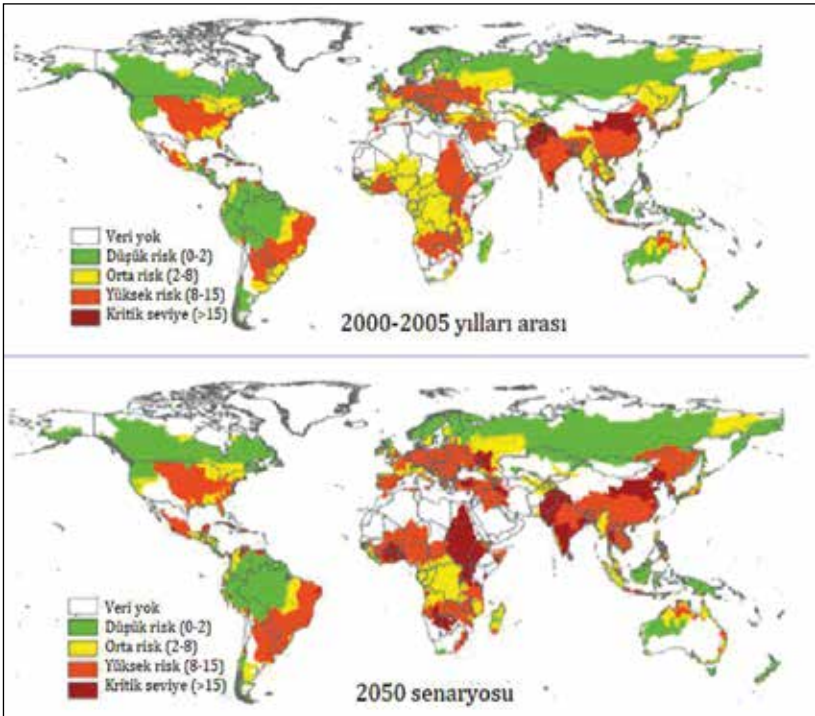 Veri yok
Düşük risk (0-2)
Orta risk (2-8)
Yüksek risk (8-15)
Kritik seviye (>15)
2000-2005 yılları arası
Veri yok
Düşük risk (0-2)
Orta risk (2-8)
Yüksek risk (8-15)
Kritik seviye (>15)
2050 senaryosu